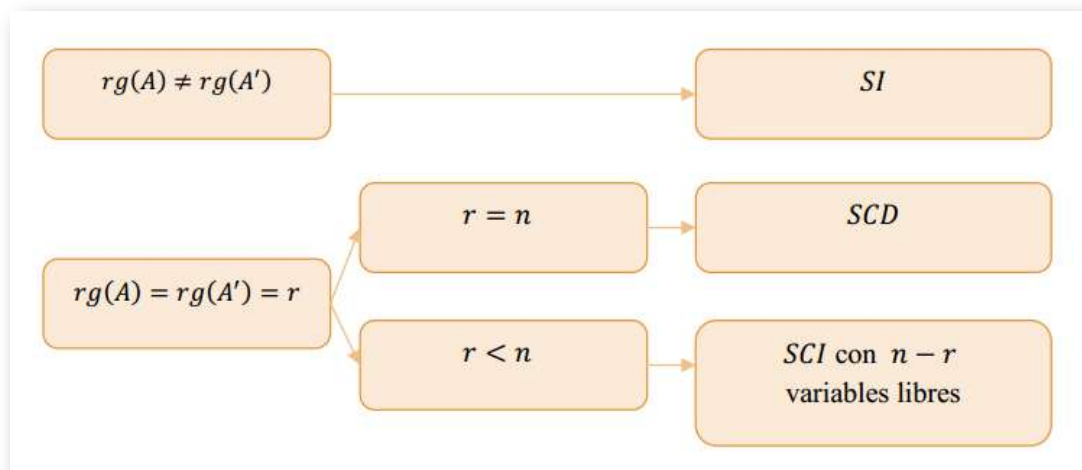 rg(A) ≠ rg(A′)
SI
r = n
SCD
rg(A) = rg(A′) = r
r < n
SCI con n − r
variables libres